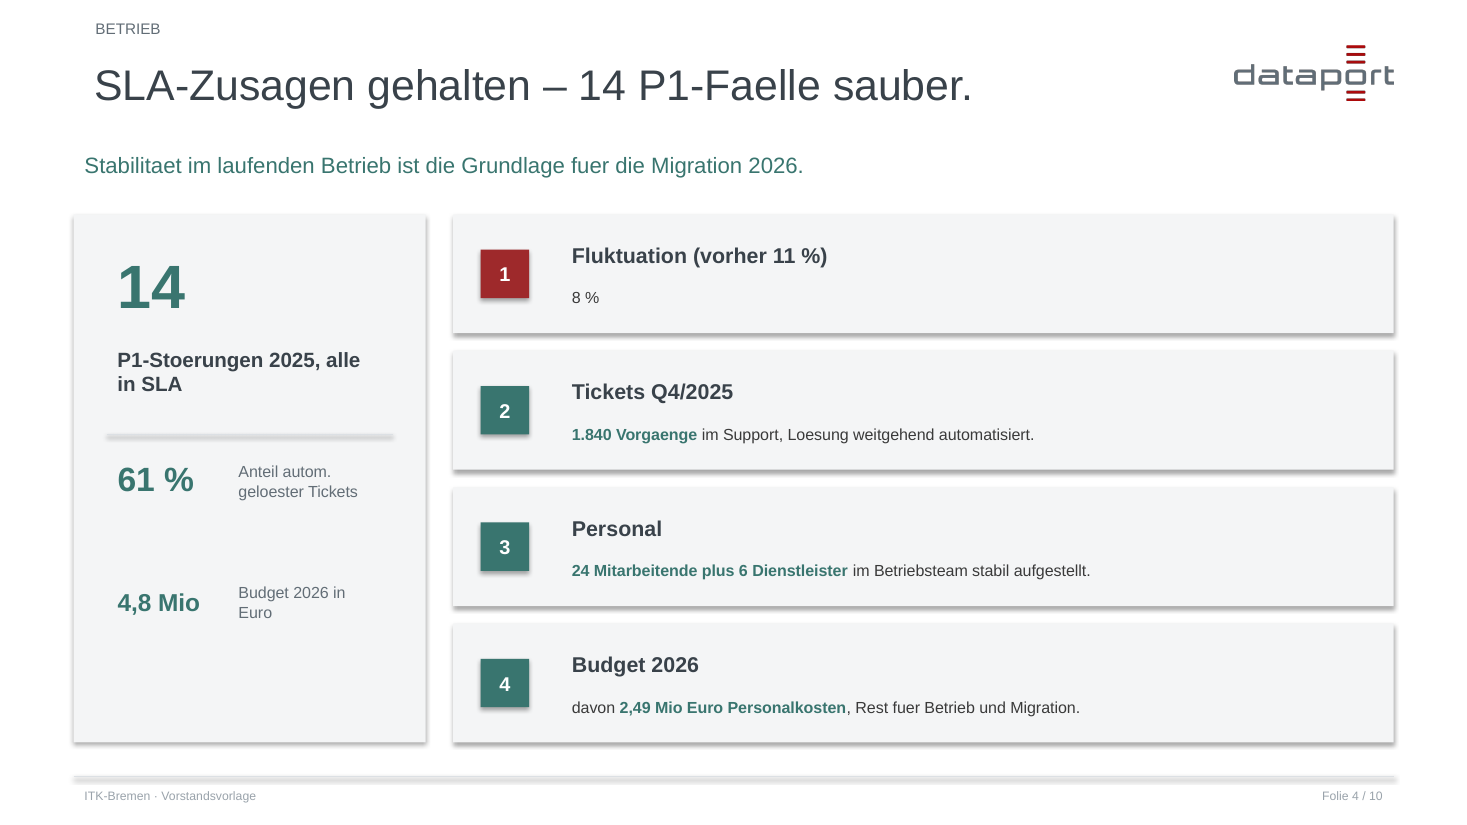 BETRIEB
SLA-Zusagen gehalten – 14 P1-Faelle sauber.
dataport
Stabilitaet im laufenden Betrieb ist die Grundlage fuer die Migration 2026.
14
P1-Stoerungen 2025, alle
in SLA
61 %
Anteil autom.
geloester Tickets
4,8 Mio
Budget 2026 in
Euro
1
Fluktuation (vorher 11 %)
8 %
2
Tickets Q4/2025
1.840 Vorgaenge im Support, Loesung weitgehend automatisiert.
3
Personal
24 Mitarbeitende plus 6 Dienstleister im Betriebsteam stabil aufgestellt.
4
Budget 2026
davon 2,49 Mio Euro Personalkosten, Rest fuer Betrieb und Migration.
ITK-Bremen · Vorstandsvorlage
Folie 4 / 10